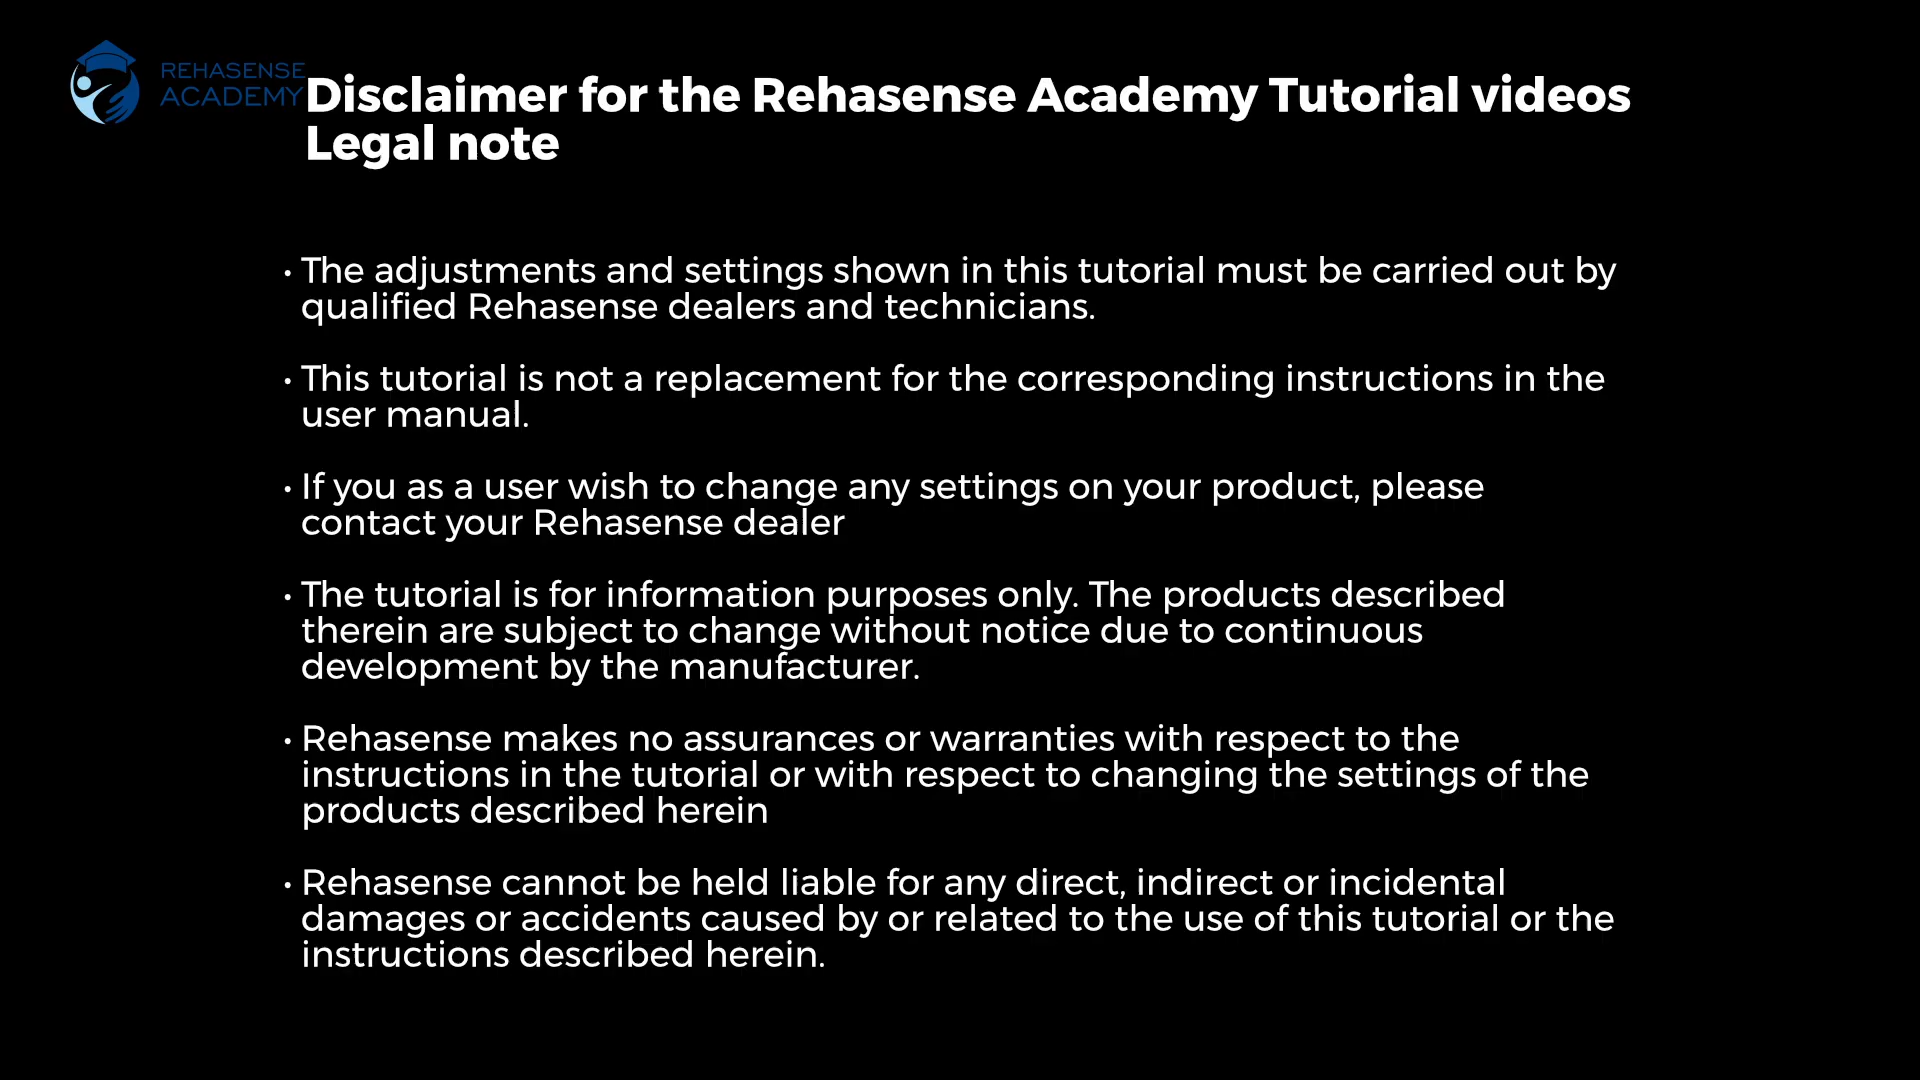 REHASENSE
ACADEMY
Disclaimer for the Rehasense Academy Tutorial videos
Legal note
• The adjustments and settings shown in this tutorial must be carried out by
qualified Rehasense dealers and technicians.
• This tutorial is not a replacement for the corresponding instructions in the
user manual.
• If you as a user wish to change any settings on your product, please
contact your Rehasense dealer
• The tutorial is for information purposes only. The products described
therein are subject to change without notice due to continuous
development by the manufacturer.
• Rehasense makes no assurances or warranties with respect to the
instructions in the tutorial or with respect to changing the settings of the
products described herein
• Rehasense cannot be held liable for any direct, indirect or incidental
damages or accidents caused by or related to the use of this tutorial or the
instructions described herein.